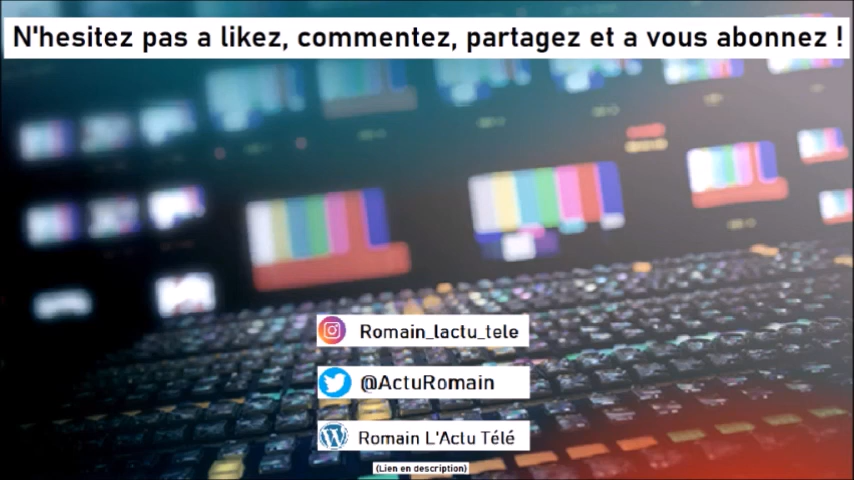 N'hesitez pas a likez, commentez, partagez et a vous abonnez !
Romain_lactu_tele
@ActuRomain
Romain L'Actu Télé
(Lien en description)